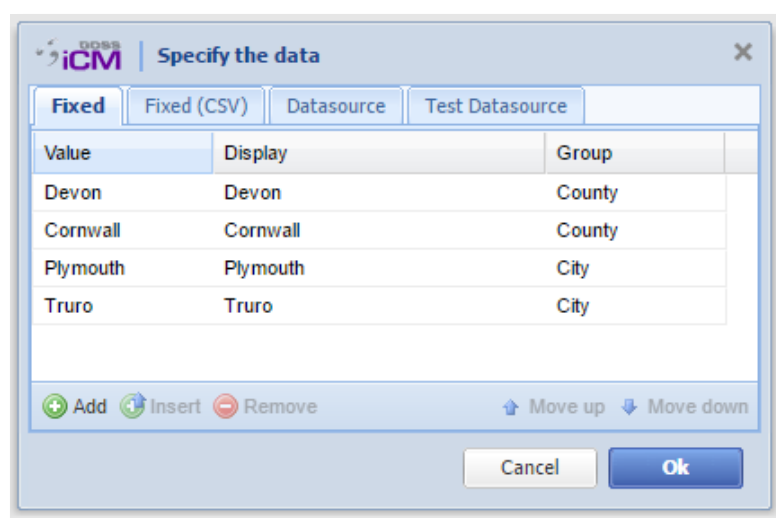 GOSS
iCM Specify the data
Fixed Fixed (CSV) Datasource Test Datasource
Value Display Group
Devon Devon County
Cornwall Cornwall County
Plymouth Plymouth City
Truro Truro City
Add Insert Remove Move up Move down
Cancel Ok